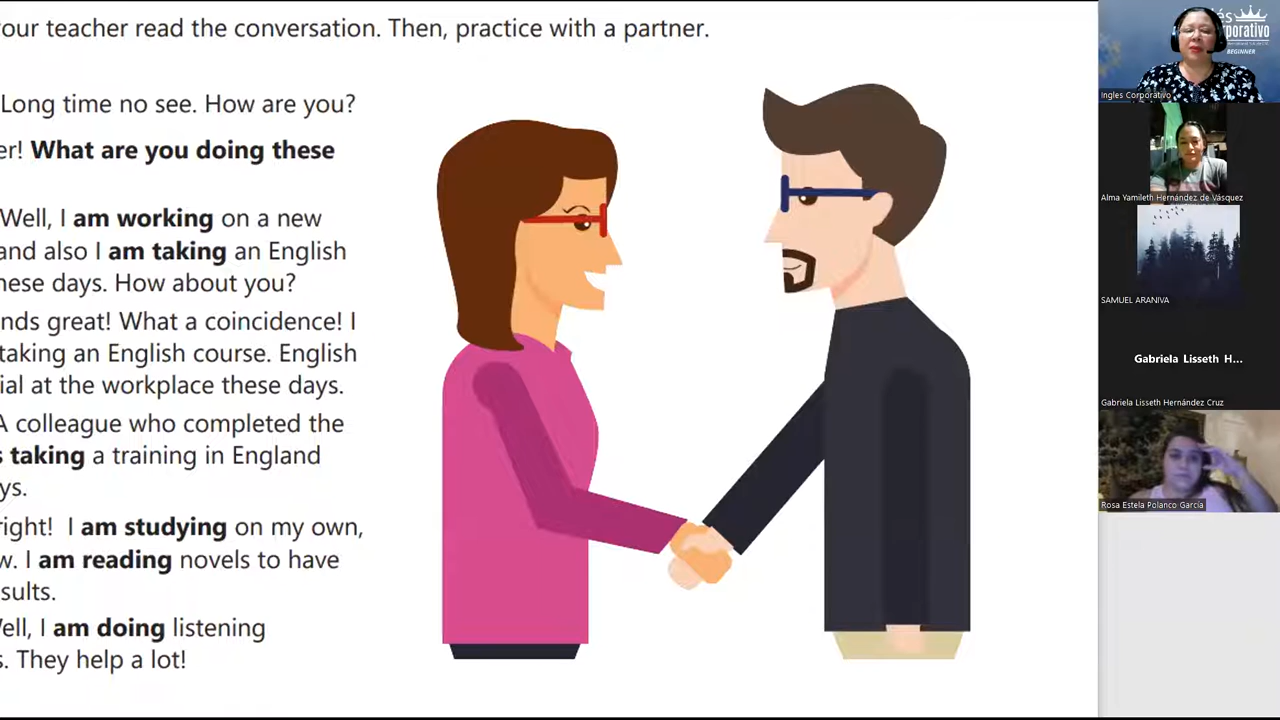 our teacher read the conversation. Then, practice with a partner.
Long time no see. How are you?
er! What are you doing these
Well, I am working on a new
and also I am taking an English
hese days. How about you?
nds great! What a coincidence! I
taking an English course. English
ial at the workplace these days.
A colleague who completed the
s taking a training in England
ys.
right! I am studying on my own,
w. I am reading novels to have
sults.
Vell, I am doing listening
s. They help a lot!
BEGINNER
Ingles Corporativo
Alma Yamileth Hernández de Vásquez
SAMUEL ARANIVA
Gabriela Lisseth H...
Gabriela Lisseth Hernández Cruz
Rosa Estela Polanco García